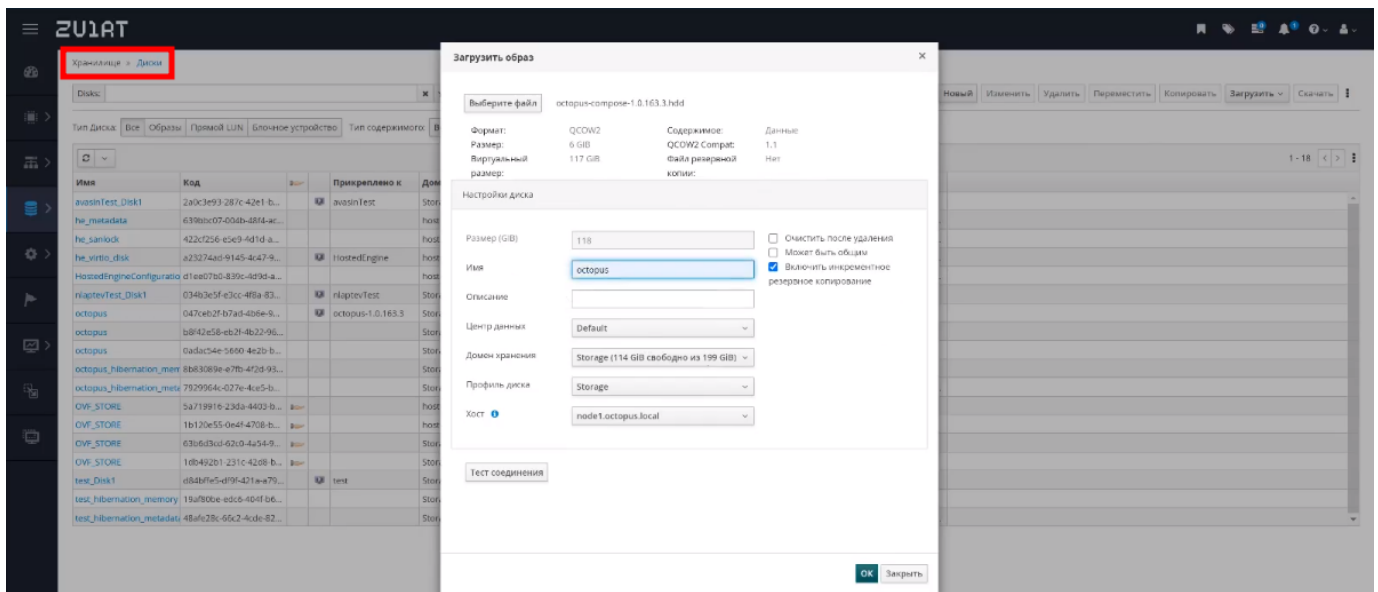 ZVIRT
Хранилище » Диски
Disks:
Новый Изменить Удалить Переместить Копировать Загрузить Скачать
Тип Диска: Все Образы Прямой LUN Блочное устройство Тип содержимого:
1 - 18
Имя Код Прикреплено к
avasinTest_Disk1 2a0c3e93-287c-42e1-b... avasinTest
he_metadata 639bbc07-004b-48f4-ac...
he_sanlock 422cf256-e5e9-4d1d-a...
he_virtio_disk a23274ad-9145-4c47-9... HostedEngine
HostedEngineConfiguratio d1ee07b0-839c-4d9d-a...
nlaptevTest_Disk1 034b3e5f-e3cc-4f8a-83... nlaptevTest
octopus 047ceb2f-b7ad-4b6e-9... octopus-1.0.163.3
octopus b8f42e58-eb2f-4b22-96...
octopus 0adac54e-5660-4e2b-b...
octopus_hibernation_mem 8b83089e-e7fb-4f2d-93...
octopus_hibernation_meta 7929964c-027e-4ce5-b...
OVF_STORE 5a719916-23da-4403-b...
OVF_STORE 1b120e55-0e4f-4708-b...
OVF_STORE 63b6d3cd-62c0-4a54-9...
OVF_STORE 1db492b1-231c-42d8-b...
test_Disk1 d84bffe5-df9f-421a-a79... test
test_hibernation_memory 19af80be-edc6-404f-b6...
test_hibernation_metadata 48afe28c-66c2-4cde-82...
Загрузить образ
Выберите файл octopus-compose-1.0.163.3.hdd
Формат: QCOW2 Содержимое: Данные
Размер: 6 GiB QCOW2 Compat: 1.1
Виртуальный 117 GiB Файл резервной Нет
размер: копии:
Настройки диска
Размер (GiB) 118 Очистить после удаления
Может быть общим
Имя octopus Включить инкрементное
резервное копирование
Описание
Центр данных Default
Домен хранения Storage (114 GiB свободно из 199 GiB)
Профиль диска Storage
Хост node1.octopus.local
Тест соединения
OK Закрыть